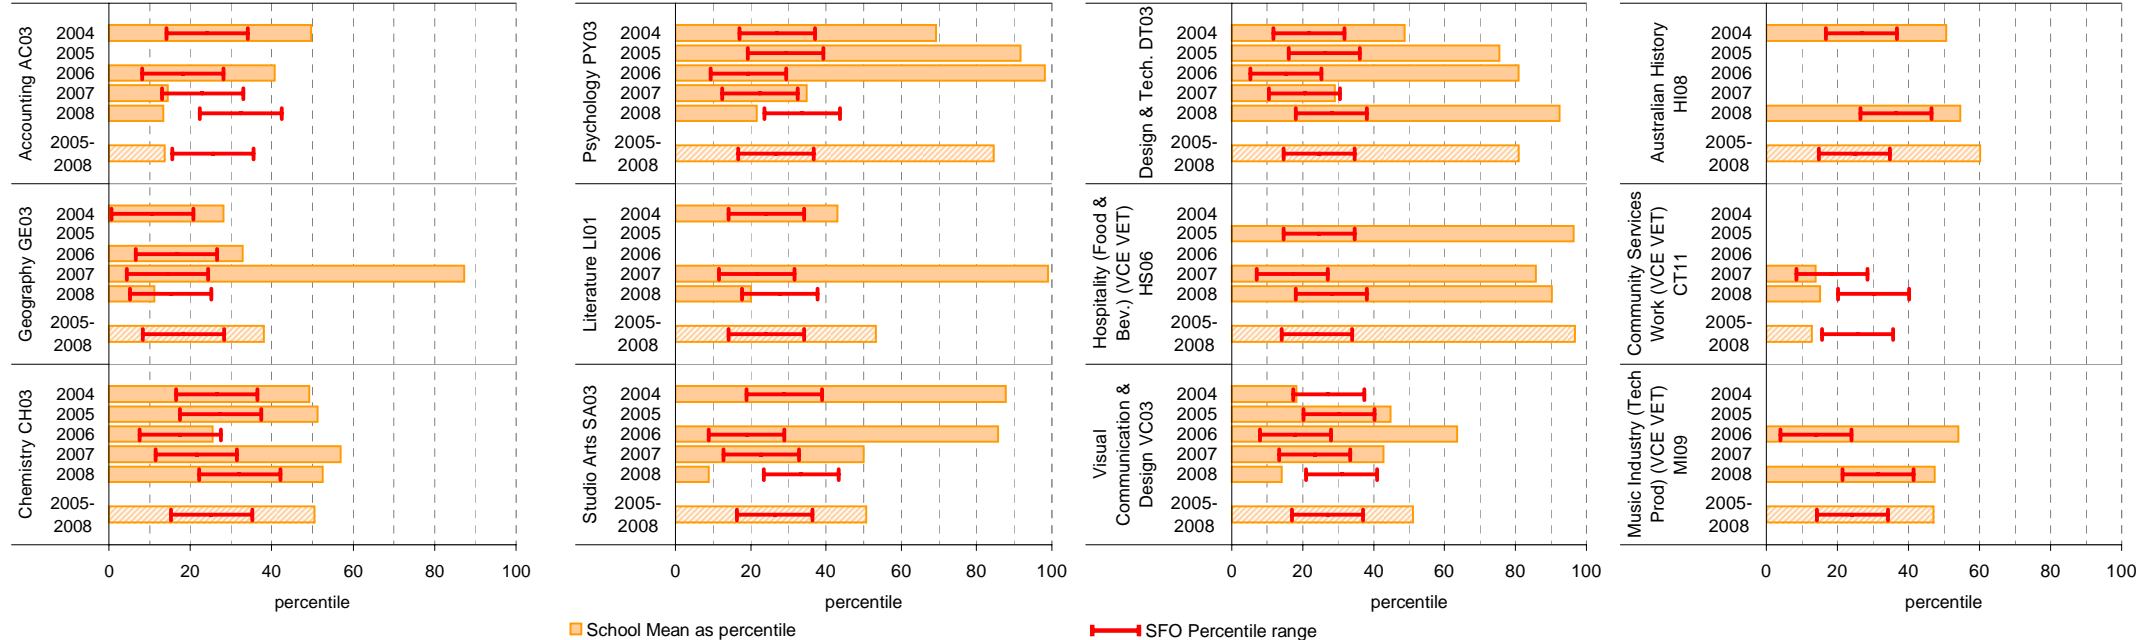 Accounting AC03
2004
2005
2006
2007
2008
2005-
2008
Geography GE03
2004
2005
2006
2007
2008
2005-
2008
Chemistry CH03
2004
2005
2006
2007
2008
2005-
2008
0 20 40 60 80 100
percentile
Psychology PY03
2004
2005
2006
2007
2008
2005-
2008
Literature LI01
2004
2005
2006
2007
2008
2005-
2008
Studio Arts SA03
2004
2005
2006
2007
2008
2005-
2008
0 20 40 60 80 100
percentile
Design & Tech. DT03
2004
2005
2006
2007
2008
2005-
2008
Hospitality (Food &
Bev.) (VCE VET)
HS06
2004
2005
2006
2007
2008
2005-
2008
Visual
Communication &
Design VC03
2004
2005
2006
2007
2008
2005-
2008
0 20 40 60 80 100
percentile
Australian History
HI08
2004
2005
2006
2007
2008
2005-
2008
Community Services
Work (VCE VET)
CT11
2004
2005
2006
2007
2008
2005-
2008
Music Industry (Tech
Prod) (VCE VET)
MI09
2004
2005
2006
2007
2008
2005-
2008
0 20 40 60 80 100
percentile
School Mean as percentile
SFO Percentile range